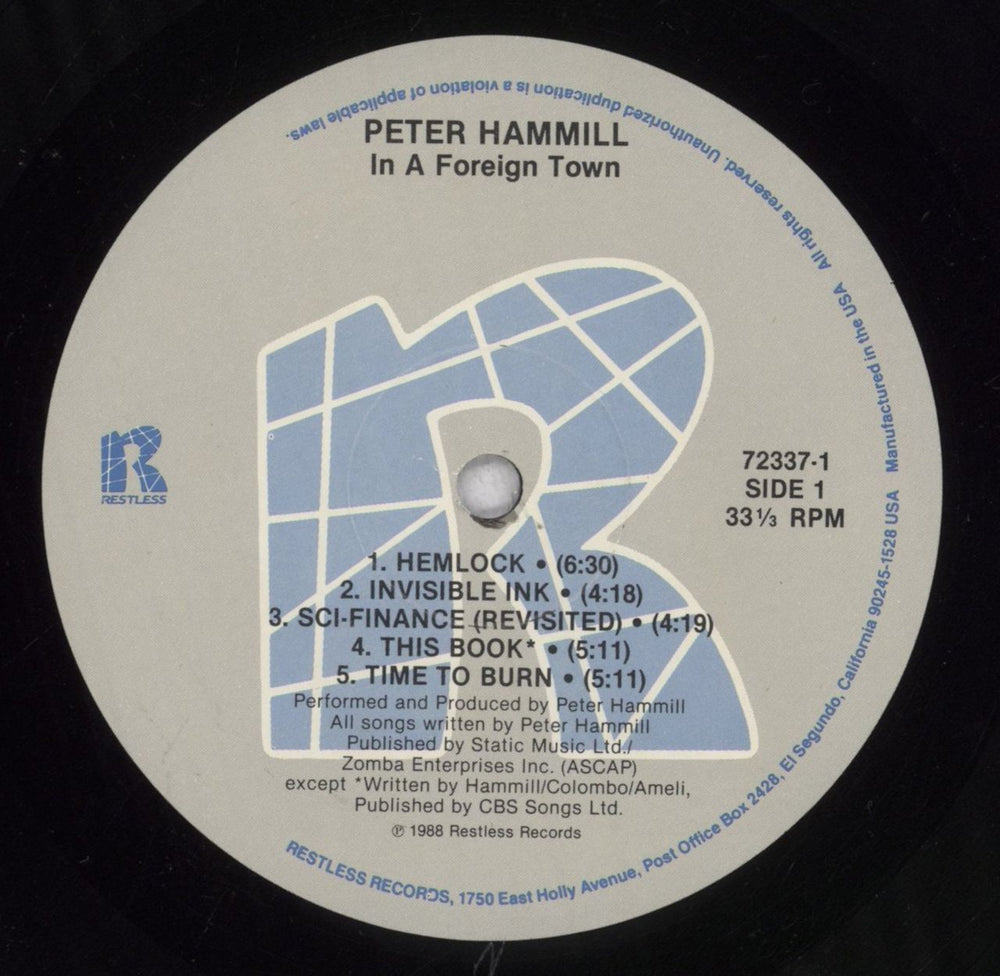 PETER HAMMILL
In A Foreign Town
RESTLESS
72337-1
SIDE 1
33⅓ RPM
1. HEMLOCK • (6:30)
2. INVISIBLE INK • (4:18)
3. SCI-FINANCE (REVISITED) • (4:19)
4. THIS BOOK* • (5:11)
5. TIME TO BURN • (5:11)
Performed and Produced by Peter Hammill
All songs written by Peter Hammill
Published by Static Music Ltd./
Zomba Enterprises Inc. (ASCAP)
except *Written by Hammill/Colombo/Ameli,
Published by CBS Songs Ltd.
℗ 1988 Restless Records
RESTLESS RECORDS, 1750 East Holly Avenue, Post Office Box 2428, El Segundo, California 90245-1528 USA Manufactured in the USA All rights reserved. Unauthorized duplication is a violation of applicable laws.